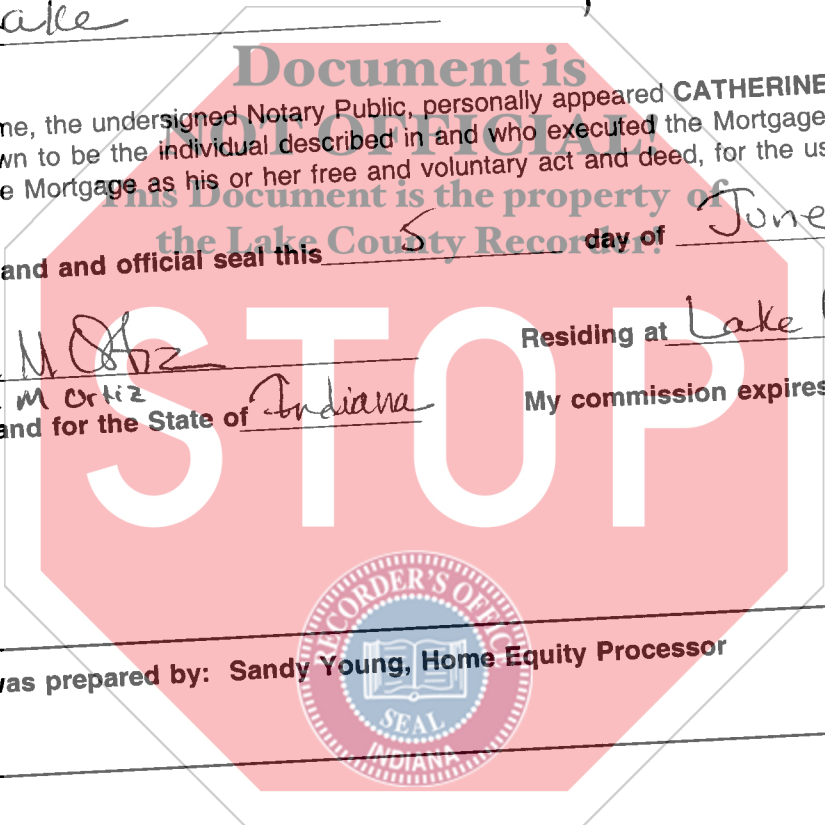 ake
Document is
me, the undersigned Notary Public, personally appeared CATHERINE
NOT OFFICIAL!
wn to be the individual described in and who executed the Mortgage
e Mortgage as his or her free and voluntary act and deed, for the us
This Document is the property of
the Lake County Recorder!
and and official seal this 5 day of June
STOP
M Ortiz Residing at Lake
M Ortiz
and for the State of Indiana My commission expires
RECORDER'S OFFICE
was prepared by: Sandy Young, Home Equity Processor
SEAL
INDIANA